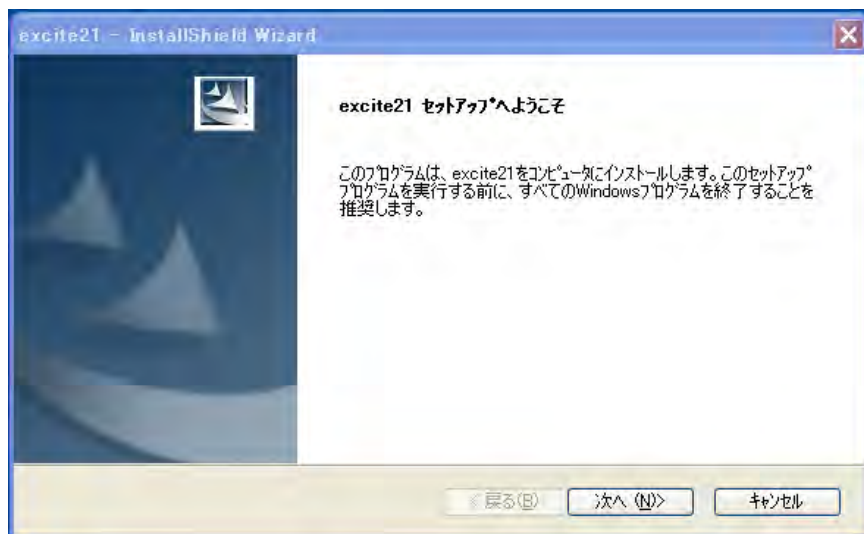 excite21 - InstallShield Wizard
excite21 ｾｯﾄｱｯﾌﾟへようこそ
このﾌﾟﾛｸﾞﾗﾑは、excite21をｺﾝﾋﾟｭｰﾀにｲﾝｽﾄｰﾙします。このｾｯﾄｱｯﾌﾟ
ﾌﾟﾛｸﾞﾗﾑを実行する前に、すべてのWindowsﾌﾟﾛｸﾞﾗﾑを終了することを
推奨します。
< 戻る(B)
次へ (N)>
ｷｬﾝｾﾙ